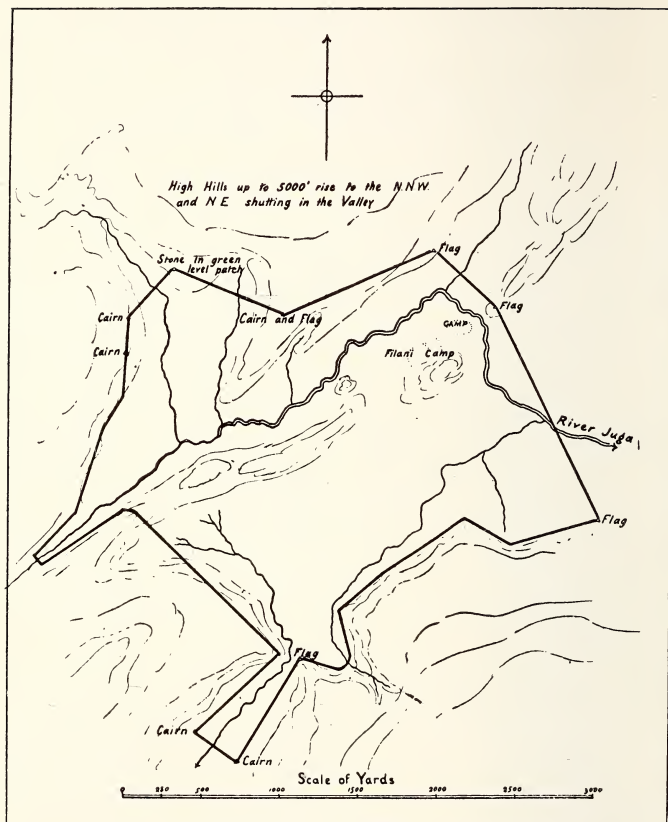 High Hills up to 5000' rise to the N.N.W.
and N E shutting in the Valley
Flag
Stone In green
level patch
Flag
Cairn
Cairn and Flag
CAMP
Cairn
Filani Camp
River Juga
Flag
Flag
Cairn
Cairn
Scale of Yards
0 250 500 1000 1500 2000 2500 3000